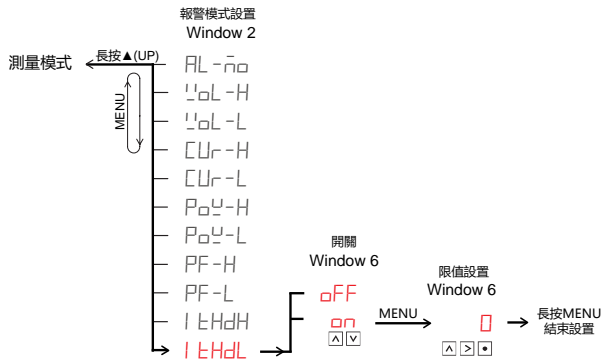 報警模式設置
Window 2
測量模式
長按▲(UP)
MENU
AL-no
VoL-H
VoL-L
CUr-H
CUr-L
PoW-H
PoW-L
PF-H
PF-L
ItHdH
ItHdL
開關
Window 6
oFF
on
∧ ∨
MENU
限值設置
Window 6
0
∧ > •
長按MENU
結束設置